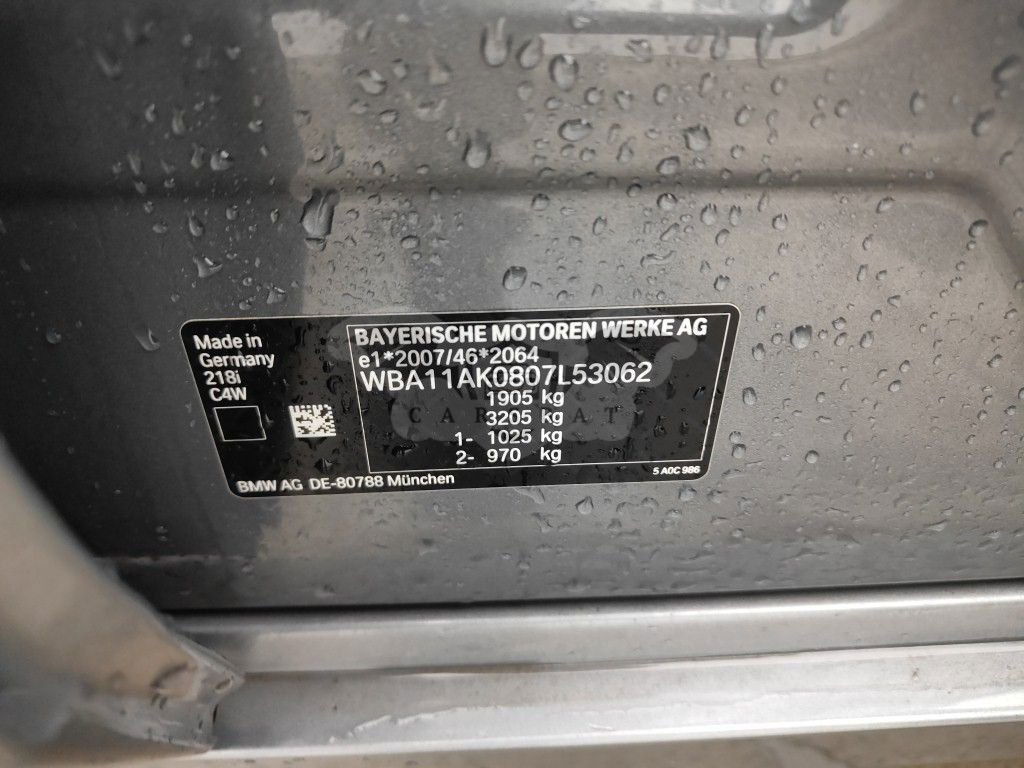 Made in
Germany
218i
C4W
BAYERISCHE MOTOREN WERKE AG
e1*2007/46*2064
WBA11AK0807L53062
1905 kg
3205 kg
1- 1025 kg
2- 970 kg
5 A0C 986
BMW AG DE-80788 München